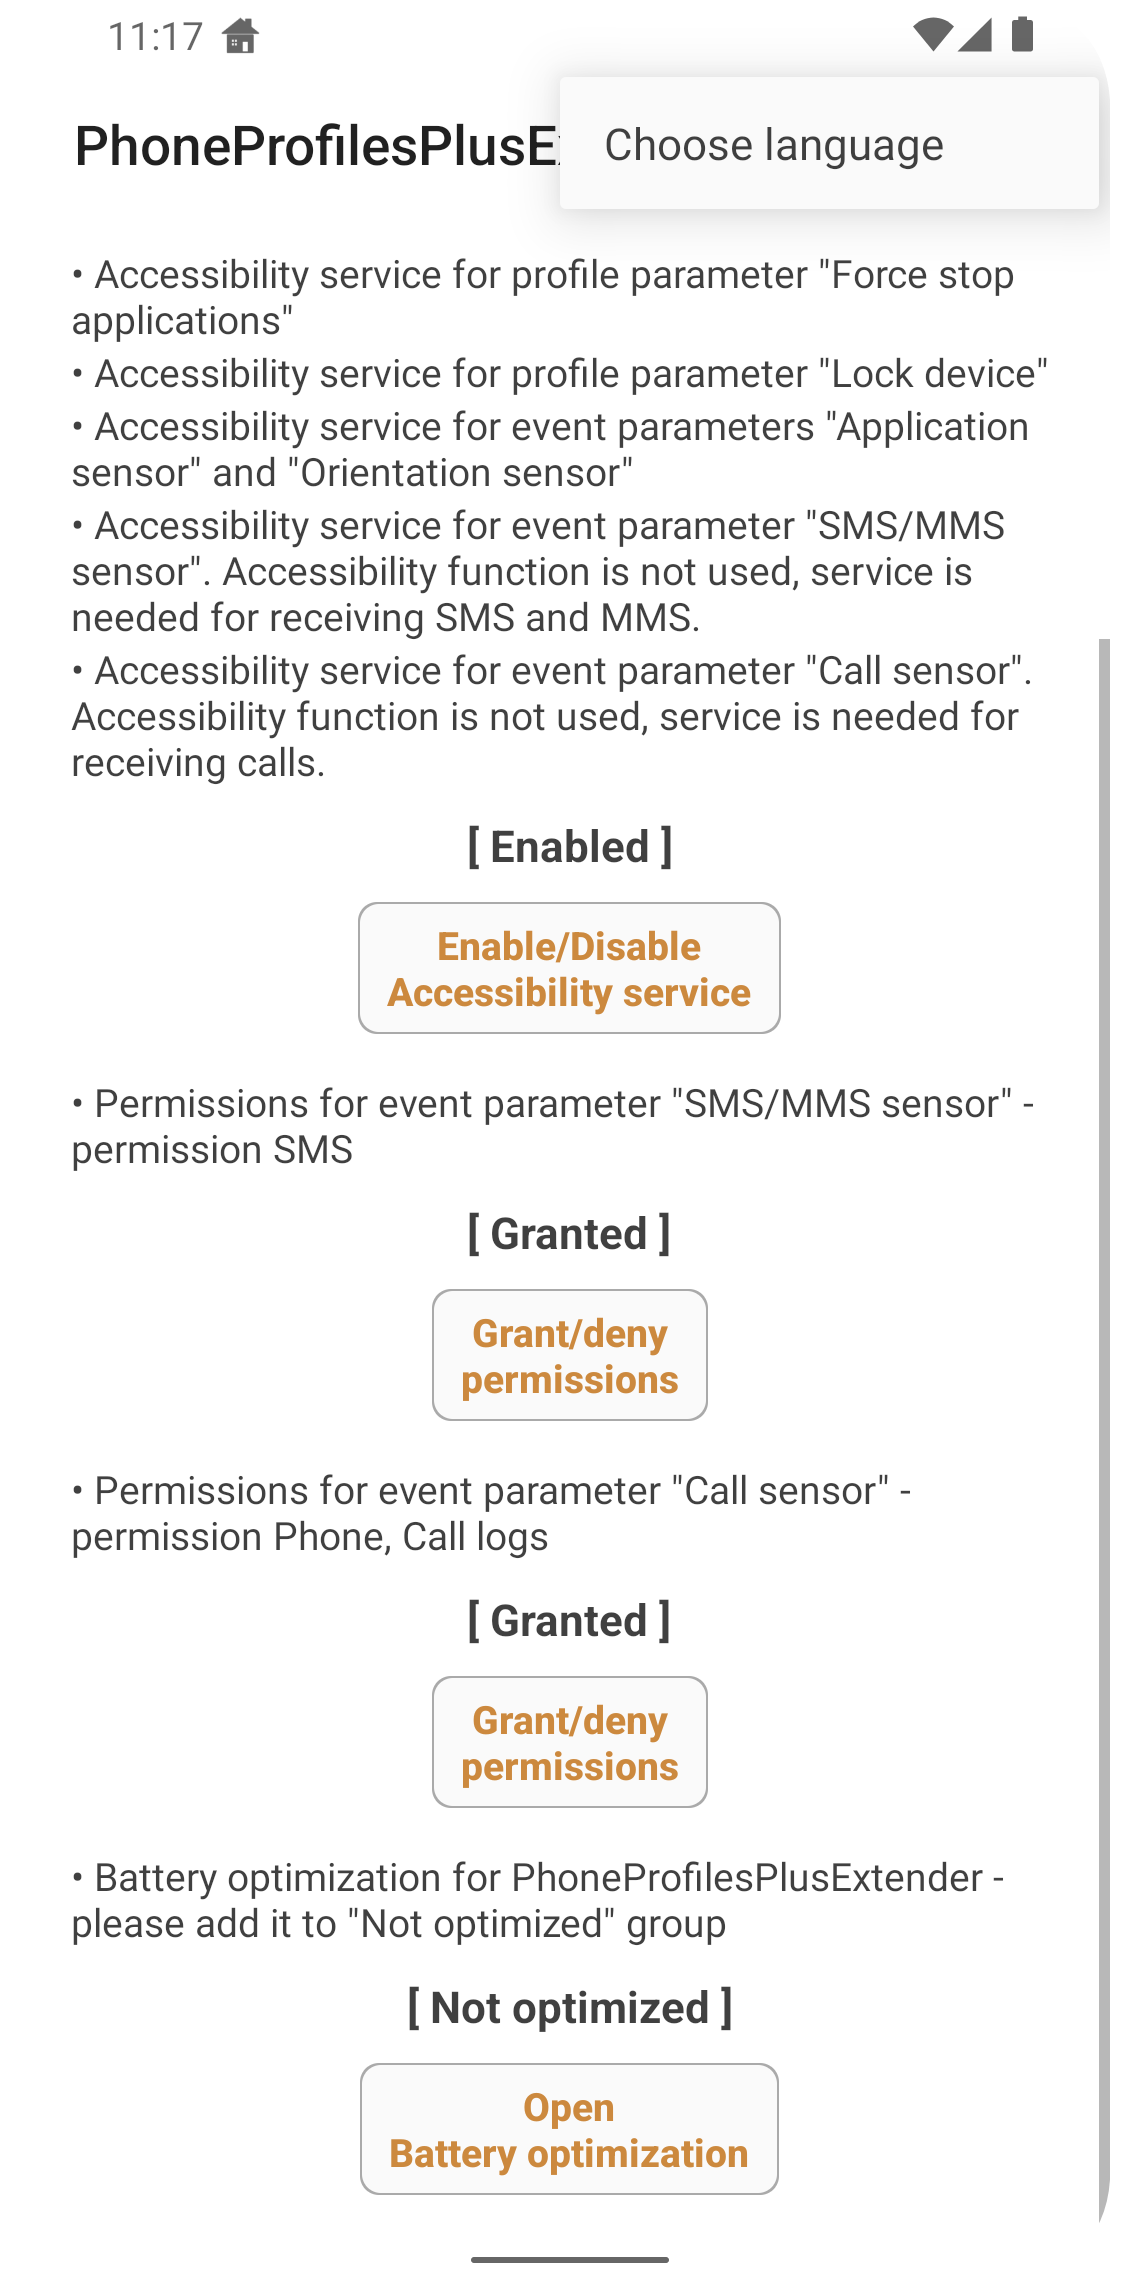 11:17
PhoneProfilesPlusEx
Choose language
• Accessibility service for profile parameter "Force stop
applications"
• Accessibility service for profile parameter "Lock device"
• Accessibility service for event parameters "Application
sensor" and "Orientation sensor"
• Accessibility service for event parameter "SMS/MMS
sensor". Accessibility function is not used, service is
needed for receiving SMS and MMS.
• Accessibility service for event parameter "Call sensor".
Accessibility function is not used, service is needed for
receiving calls.
[ Enabled ]
Enable/Disable
Accessibility service
• Permissions for event parameter "SMS/MMS sensor" -
permission SMS
[ Granted ]
Grant/deny
permissions
• Permissions for event parameter "Call sensor" -
permission Phone, Call logs
[ Granted ]
Grant/deny
permissions
• Battery optimization for PhoneProfilesPlusExtender -
please add it to "Not optimized" group
[ Not optimized ]
Open
Battery optimization